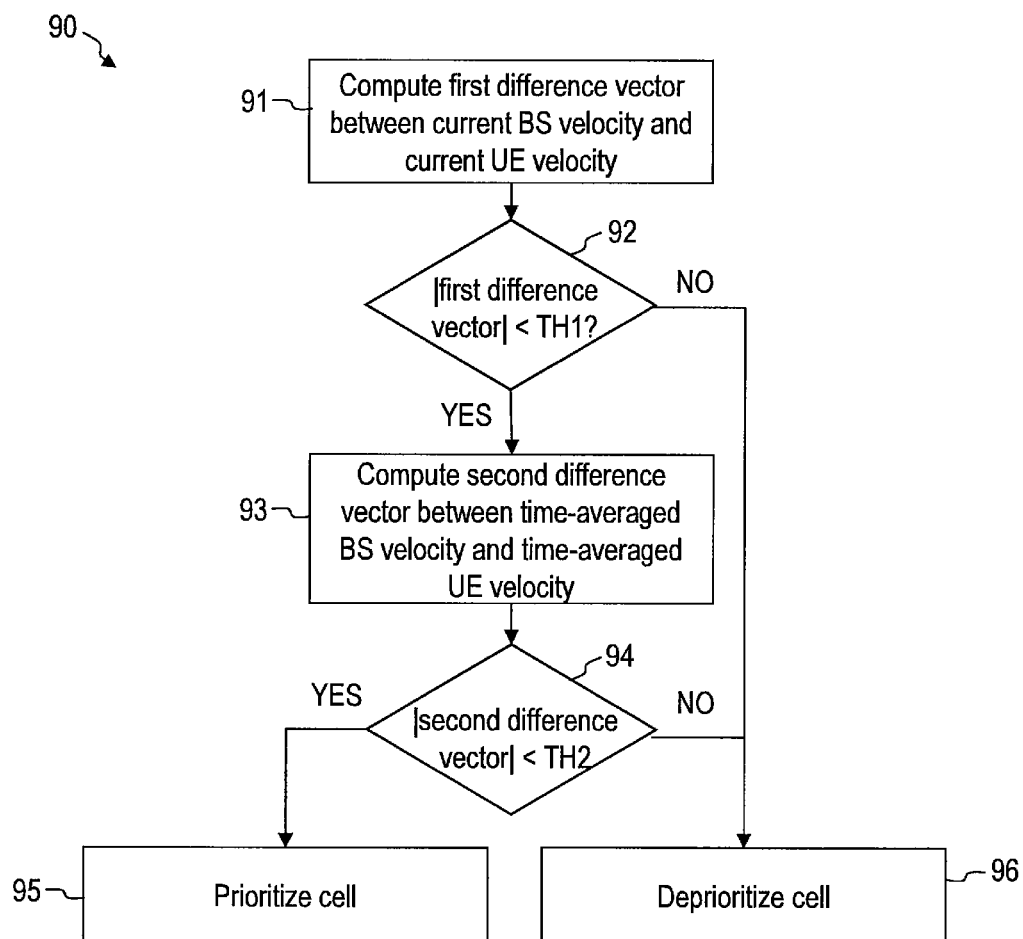 90
91
Compute first difference vector
between current BS velocity and
current UE velocity
92
|first difference
vector| < TH1?
NO
YES
93
Compute second difference
vector between time-averaged
BS velocity and time-averaged
UE velocity
94
YES
|second difference
vector| < TH2
NO
95
Prioritize cell
Deprioritize cell
96